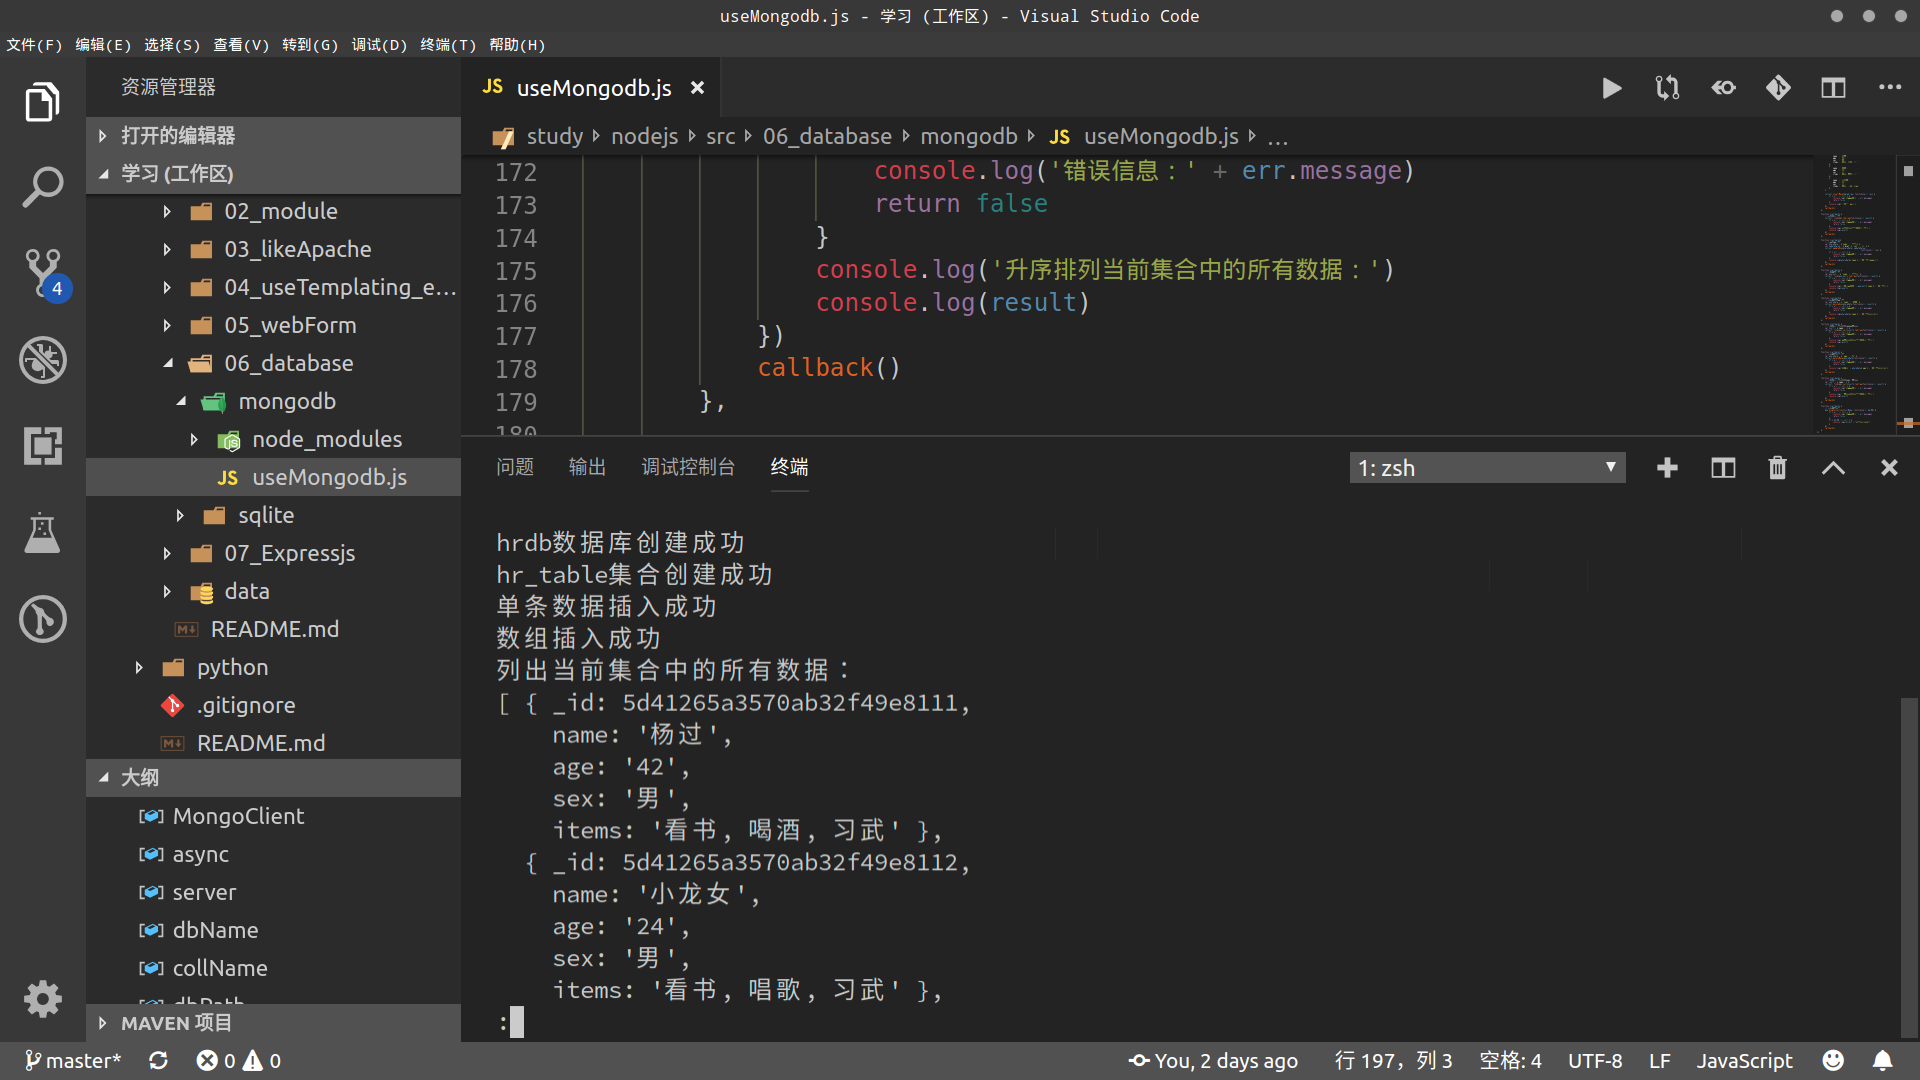 useMongodb.js - 学习 (工作区) - Visual Studio Code
文件(F) 编辑(E) 选择(S) 查看(V) 转到(G) 调试(D) 终端(T) 帮助(H)
资源管理器
打开的编辑器
学习 (工作区)
02_module
03_likeApache
04_useTemplating_e...
05_webForm
06_database
mongodb
node_modules
JS useMongodb.js
sqlite
07_Expressjs
data
README.md
python
.gitignore
README.md
大纲
MongoClient
async
server
dbName
collName
dbPath
MAVEN 项目
4
JS useMongodb.js
study nodejs src 06_database mongodb JS useMongodb.js ...
172 console.log('错误信息：' + err.message)
173 return false
174 }
175 console.log('升序排列当前集合中的所有数据：')
176 console.log(result)
177 })
178 callback()
179 },
180
问题 输出 调试控制台 终端 1: zsh
hrdb数据库创建成功
hr_table集合创建成功
单条数据插入成功
数组插入成功
列出当前集合中的所有数据：
[ { _id: 5d41265a3570ab32f49e8111,
name: '杨过',
age: '42',
sex: '男',
items: '看书，喝酒，习武' },
{ _id: 5d41265a3570ab32f49e8112,
name: '小龙女',
age: '24',
sex: '男',
items: '看书，唱歌，习武' },
:
master* 0 0 You, 2 days ago 行 197，列 3 空格: 4 UTF-8 LF JavaScript